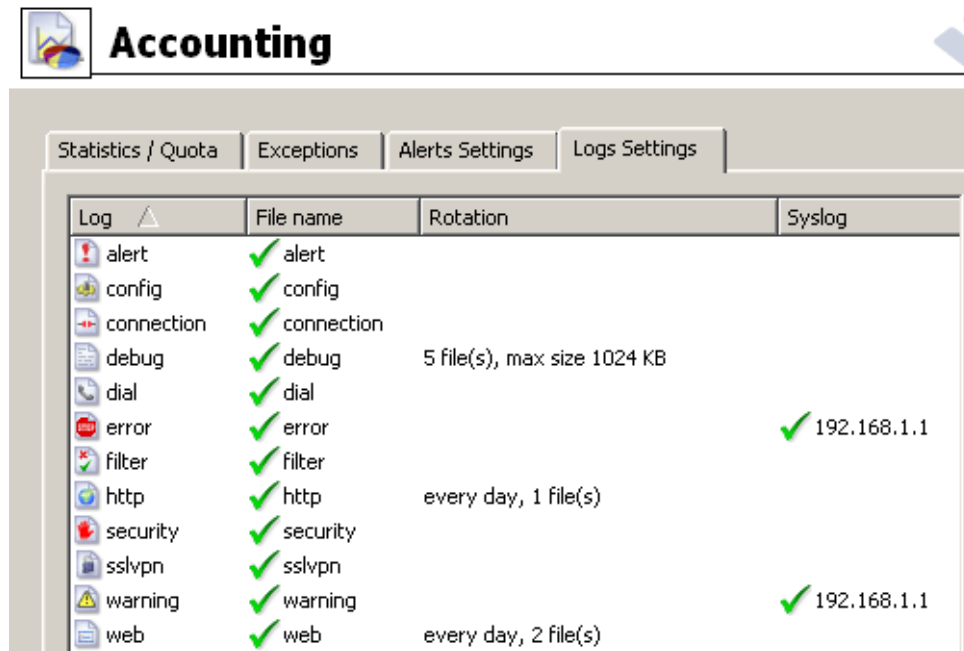 Accounting
Statistics / Quota Exceptions Alerts Settings Logs Settings
Log File name Rotation Syslog
alert alert
config config
connection connection
debug debug 5 file(s), max size 1024 KB
dial dial
error error 192.168.1.1
filter filter
http http every day, 1 file(s)
security security
sslvpn sslvpn
warning warning 192.168.1.1
web web every day, 2 file(s)